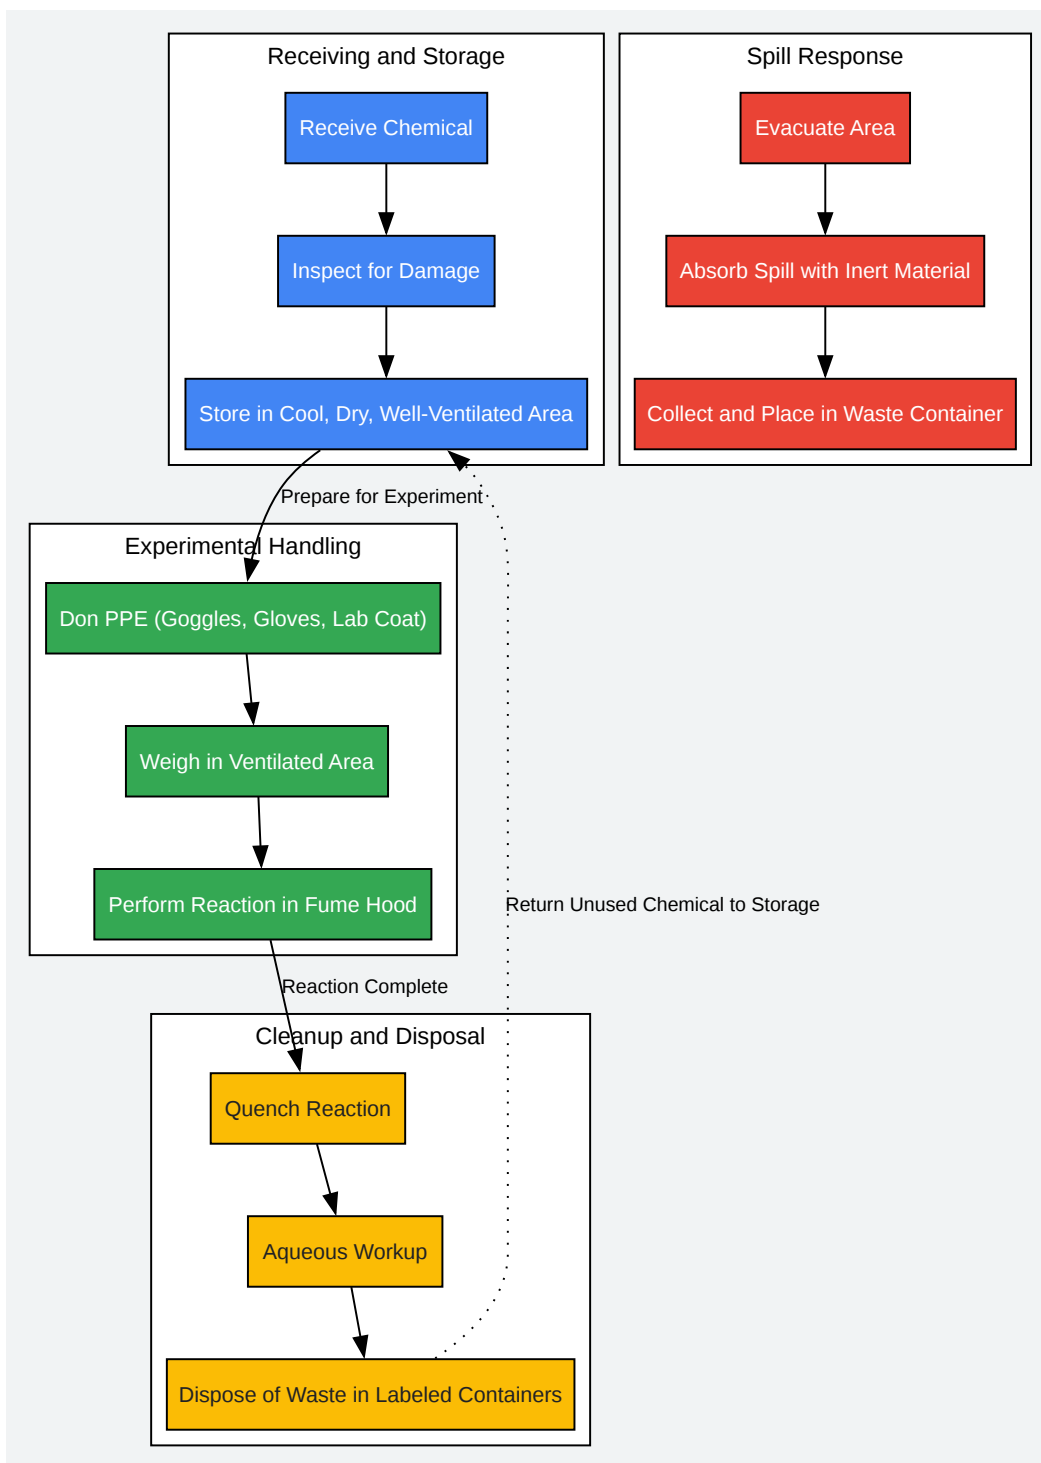 Receiving and Storage
Receive Chemical
Inspect for Damage
Store in Cool, Dry, Well-Ventilated Area
Spill Response
Evacuate Area
Absorb Spill with Inert Material
Collect and Place in Waste Container
Prepare for Experiment
Experimental Handling
Don PPE (Goggles, Gloves, Lab Coat)
Weigh in Ventilated Area
Perform Reaction in Fume Hood
Return Unused Chemical to Storage
Reaction Complete
Cleanup and Disposal
Quench Reaction
Aqueous Workup
Dispose of Waste in Labeled Containers